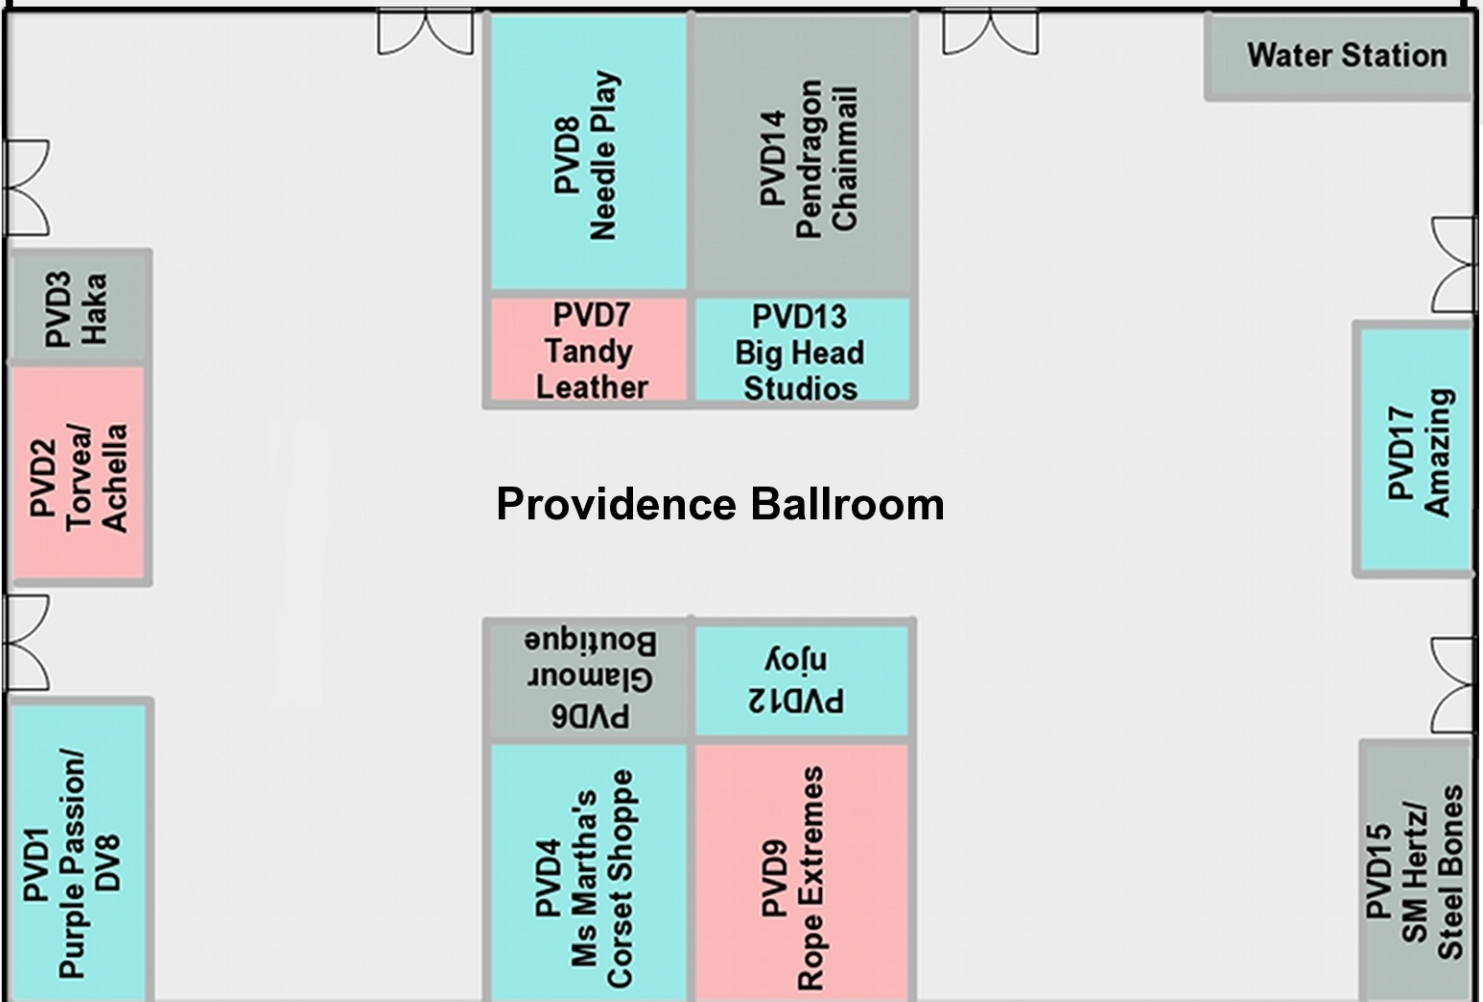 Water Station
PVD8
Needle Play
PVD14
Pendragon
Chainmail
PVD3
Haka
PVD7
Tandy
Leather
PVD13
Big Head
Studios
PVD2
Torvea/
Achella
PVD17
Amazing
Providence Ballroom
PVD6
Glamour
Boutique
PVD12
njoy
PVD1
Purple Passion/
DV8
PVD4
Ms Martha's
Corset Shoppe
PVD9
Rope Extremes
PVD15
SM Hertz/
Steel Bones